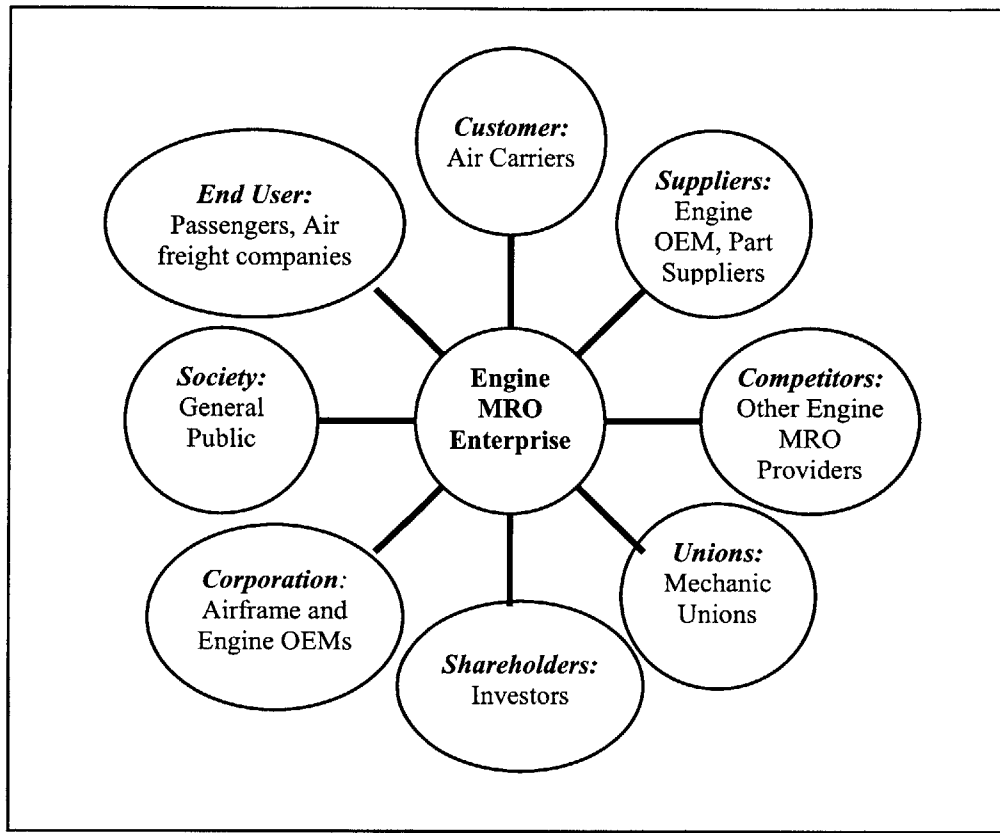 Customer:
Air Carriers
End User:
Passengers, Air
freight companies
Suppliers:
Engine
OEM, Part
Suppliers
Society:
General
Public
Engine
MRO
Enterprise
Competitors:
Other Engine
MRO
Providers
Corporation:
Airframe and
Engine OEMs
Unions:
Mechanic
Unions
Shareholders:
Investors